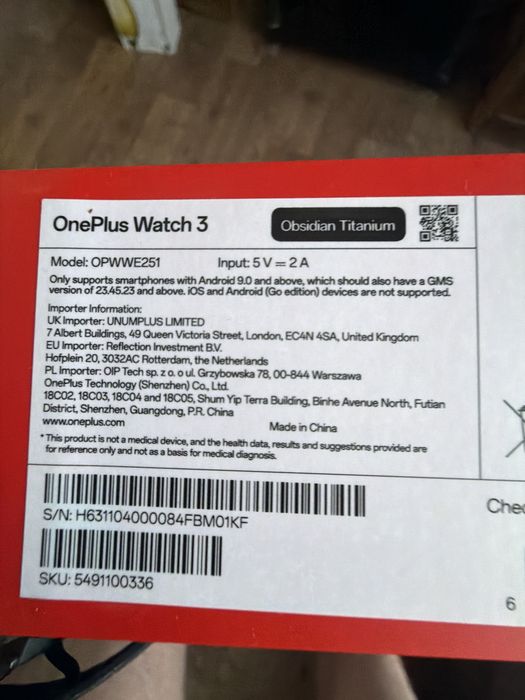 OnePlus Watch 3
Obsidian Titanium
Model: OPWWE251 Input: 5 V ⎓ 2 A
Only supports smartphones with Android 9.0 and above, which should also have a GMS
version of 23.45.23 and above. iOS and Android (Go edition) devices are not supported.
Importer Information:
UK Importer: UNUMPLUS LIMITED
7 Albert Buildings, 49 Queen Victoria Street, London, EC4N 4SA, United Kingdom
EU Importer: Reflection Investment B.V.
Hofplein 20, 3032AC Rotterdam, the Netherlands
PL Importer: OIP Tech sp. z o. o ul. Grzybowska 78, 00-844 Warszawa
OnePlus Technology (Shenzhen) Co., Ltd.
18C02, 18C03, 18C04 and 18C05, Shum Yip Terra Building, Binhe Avenue North, Futian
District, Shenzhen, Guangdong, P.R. China
www.oneplus.com Made in China
* This product is not a medical device, and the health data, results and suggestions provided are
for reference only and not as a basis for medical diagnosis.
S/N: H631104000084FBM01KF
SKU: 5491100336
6